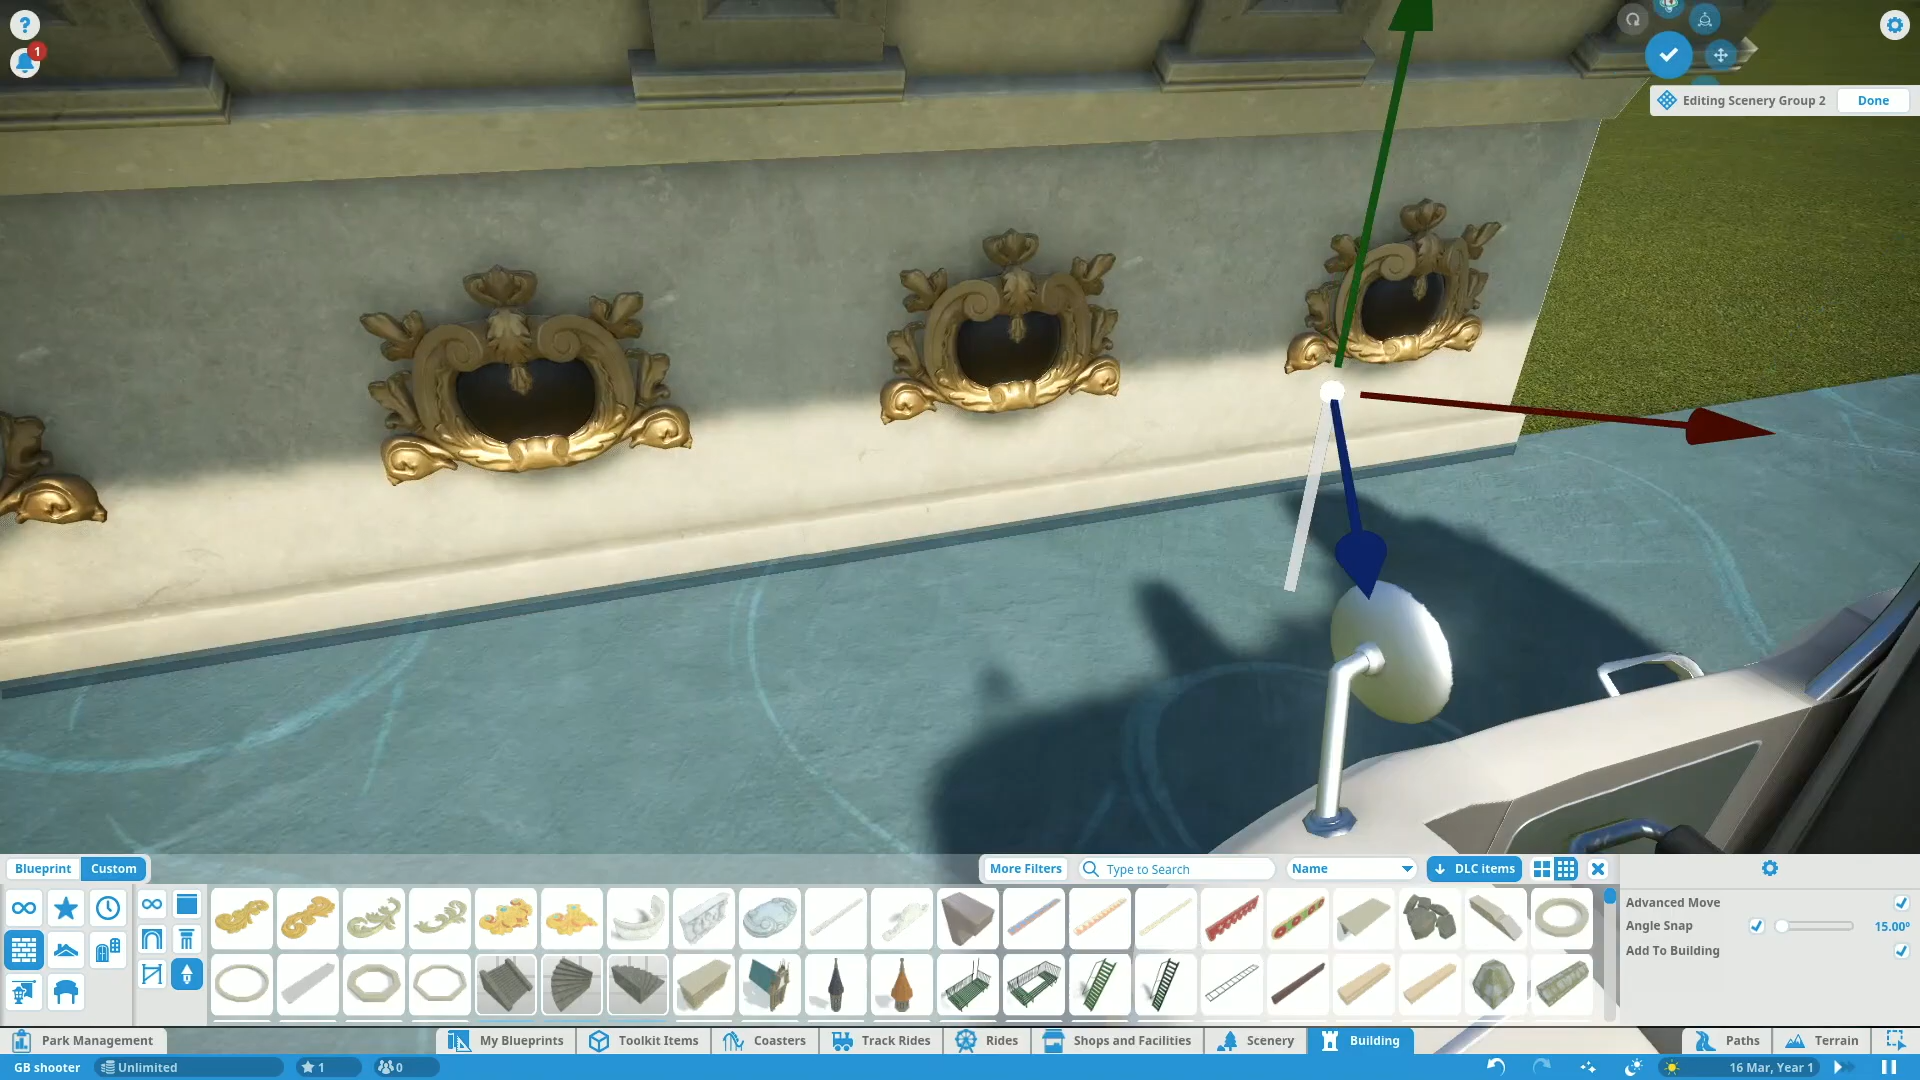 ?
1
Editing Scenery Group 2
Done
Blueprint
Custom
More Filters
Type to Search
Name
DLC items
Advanced Move
Angle Snap
15.00°
Add To Building
Park Management
My Blueprints
Toolkit Items
Coasters
Track Rides
Rides
Shops and Facilities
Scenery
Building
Paths
Terrain
GB shooter
Unlimited
1
0
16 Mar, Year 1